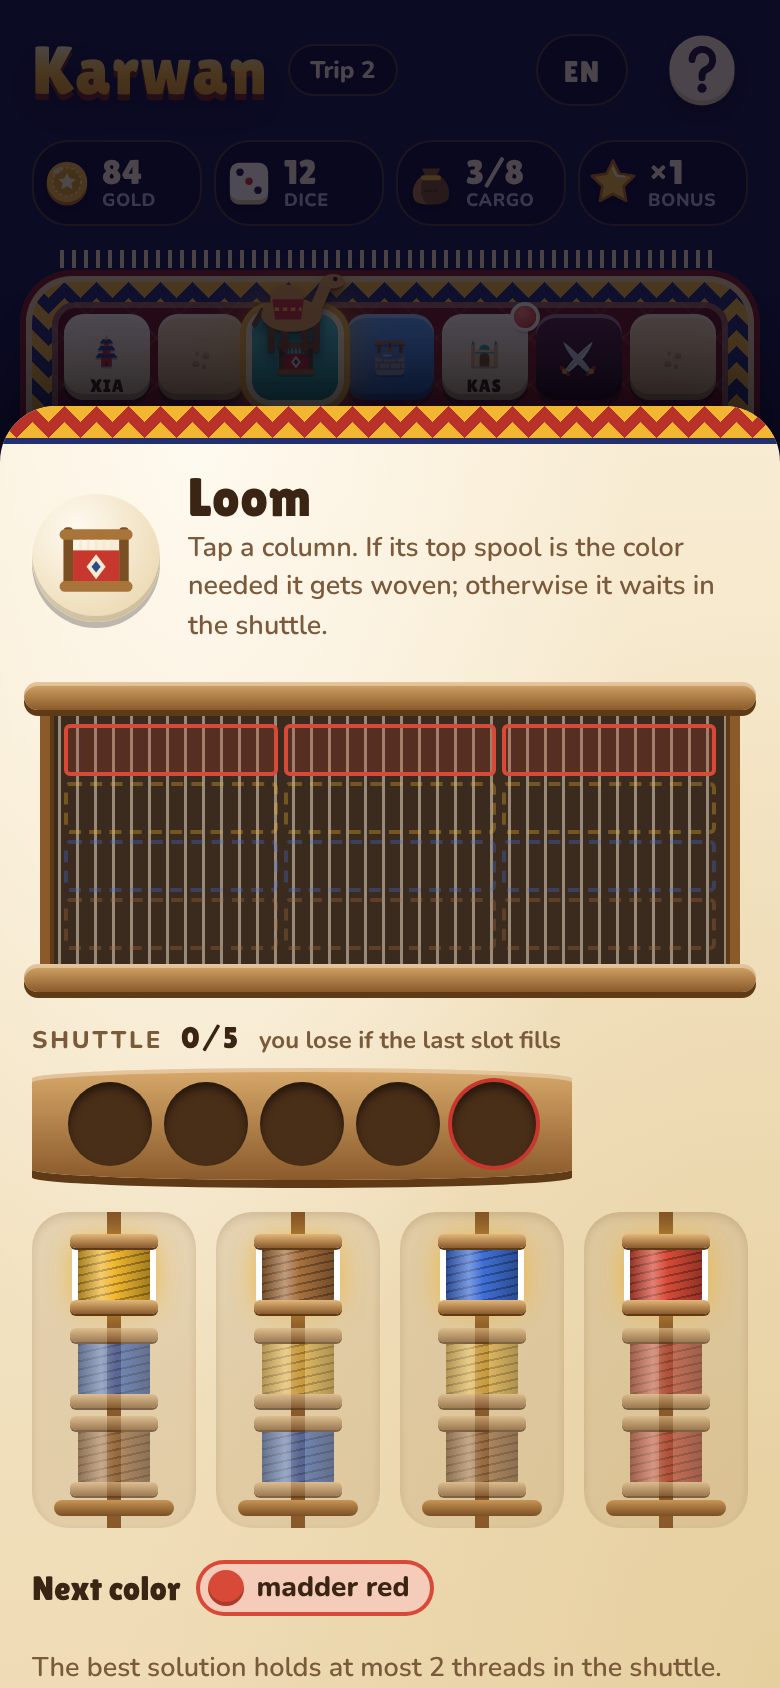 Karwan
Trip 2
EN
?
84
GOLD
12
DICE
3/8
CARGO
×1
BONUS
XIA
KAS
Loom
Tap a column. If its top spool is the color
needed it gets woven; otherwise it waits in
the shuttle.
SHUTTLE 0/5 you lose if the last slot fills
Next color madder red
The best solution holds at most 2 threads in the shuttle.